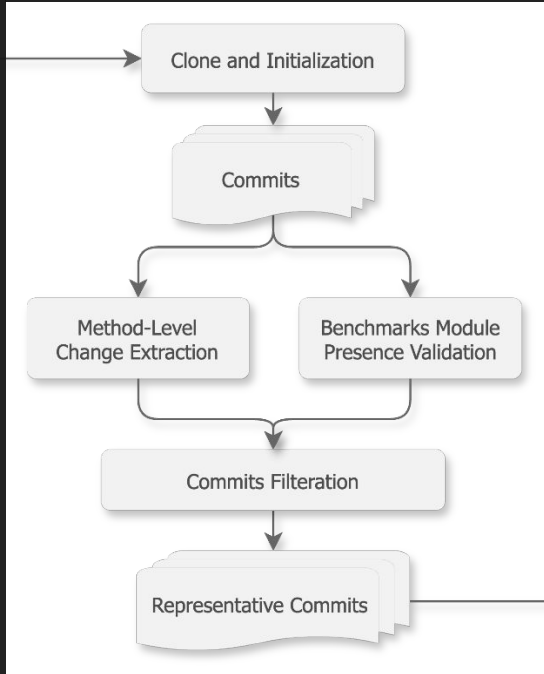 Clone and Initialization
Commits
Method-Level
Change Extraction
Benchmarks Module
Presence Validation
Commits Filteration
Representative Commits